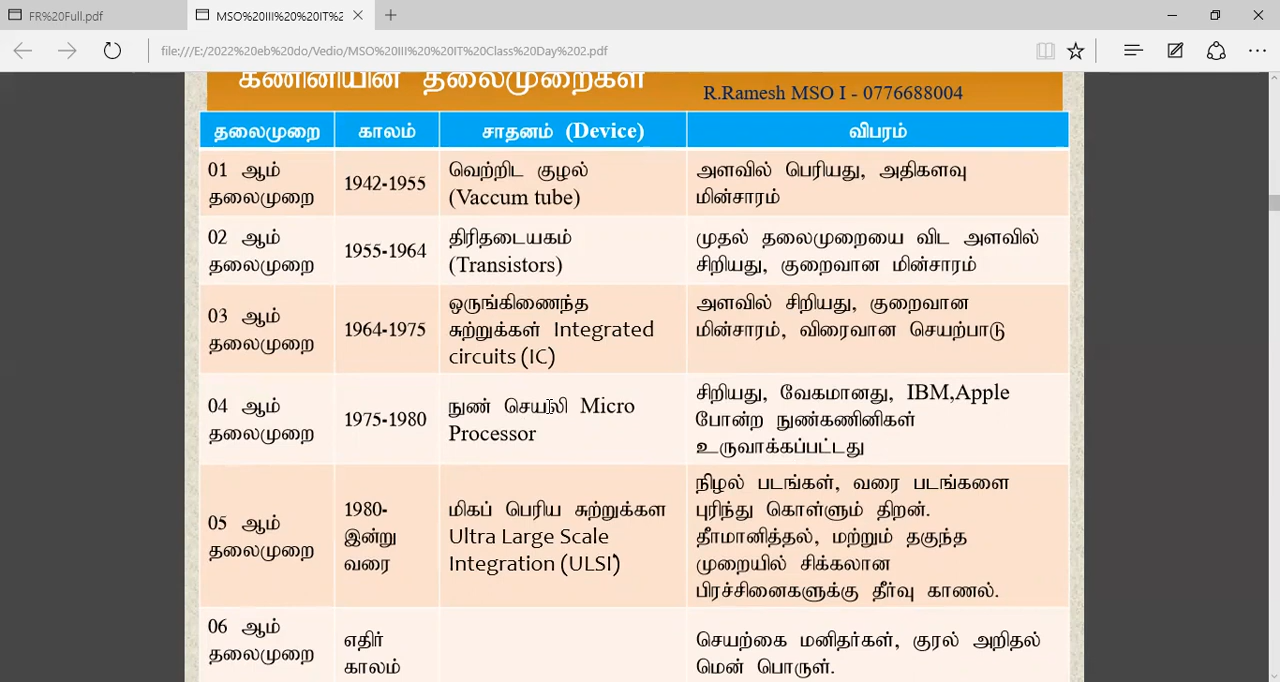 FR%20Full.pdf
MSO%20III%20%20IT%2
file:///E:/2022%20eb%20do/Vedio/MSO%20III%20%20IT%20Class%20Day%202.pdf
கணினியின் தலைமுறைகள்
R.Ramesh MSO I - 0776688004
தலைமுறை காலம் சாதனம் (Device) விபரம்
01 ஆம்
தலைமுறை
1942-1955
வெற்றிட குழல்
(Vaccum tube)
அளவில் பெரியது, அதிகளவு
மின்சாரம்
02 ஆம்
தலைமுறை
1955-1964
திரிதடையகம்
(Transistors)
முதல் தலைமுறையை விட அளவில்
சிறியது, குறைவான மின்சாரம்
03 ஆம்
தலைமுறை
1964-1975
ஒருங்கிணைந்த
சுற்றுக்கள் Integrated
circuits (IC)
அளவில் சிறியது, குறைவான
மின்சாரம், விரைவான செயற்பாடு
04 ஆம்
தலைமுறை
1975-1980
நுண் செயலி Micro
Processor
சிறியது, வேகமானது, IBM,Apple
போன்ற நுண்கணினிகள்
உருவாக்கப்பட்டது
05 ஆம்
தலைமுறை
1980-
இன்று
வரை
மிகப் பெரிய சுற்றுக்கள
Ultra Large Scale
Integration (ULSI)
நிழல் படங்கள், வரை படங்களை
புரிந்து கொள்ளும் திறன்.
தீர்மானித்தல், மற்றும் தகுந்த
முறையில் சிக்கலான
பிரச்சினைகளுக்கு தீர்வு காணல்.
06 ஆம்
தலைமுறை
எதிர்
காலம்
செயற்கை மனிதர்கள், குரல் அறிதல்
மென் பொருள்.